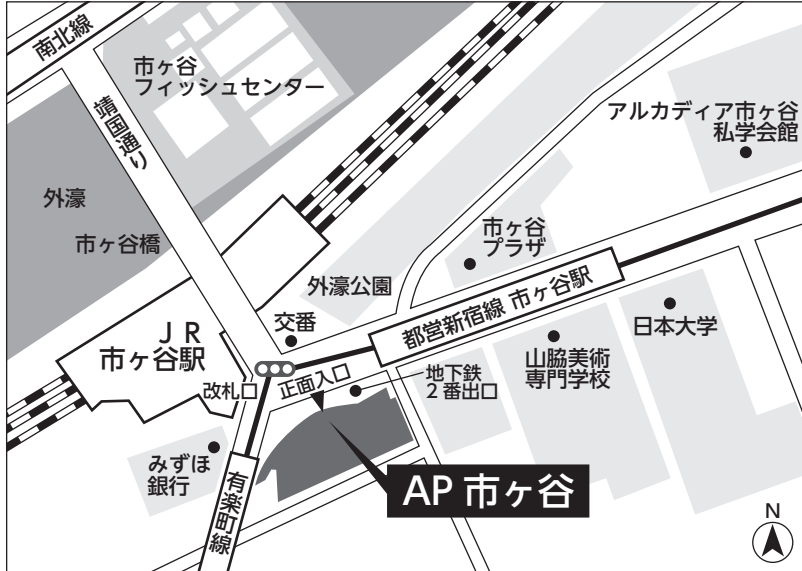 南北線
市ヶ谷
フィッシュセンター
靖国通り
アルカディア市ヶ谷
私学会館
外濠
市ヶ谷橋
市ヶ谷
プラザ
外濠公園
都営新宿線 市ヶ谷駅
交番
日本大学
ＪＲ
市ヶ谷駅
山脇美術
専門学校
改札口
正面入口
地下鉄
２番出口
みずほ
銀行
有楽町線
AP 市ヶ谷
N